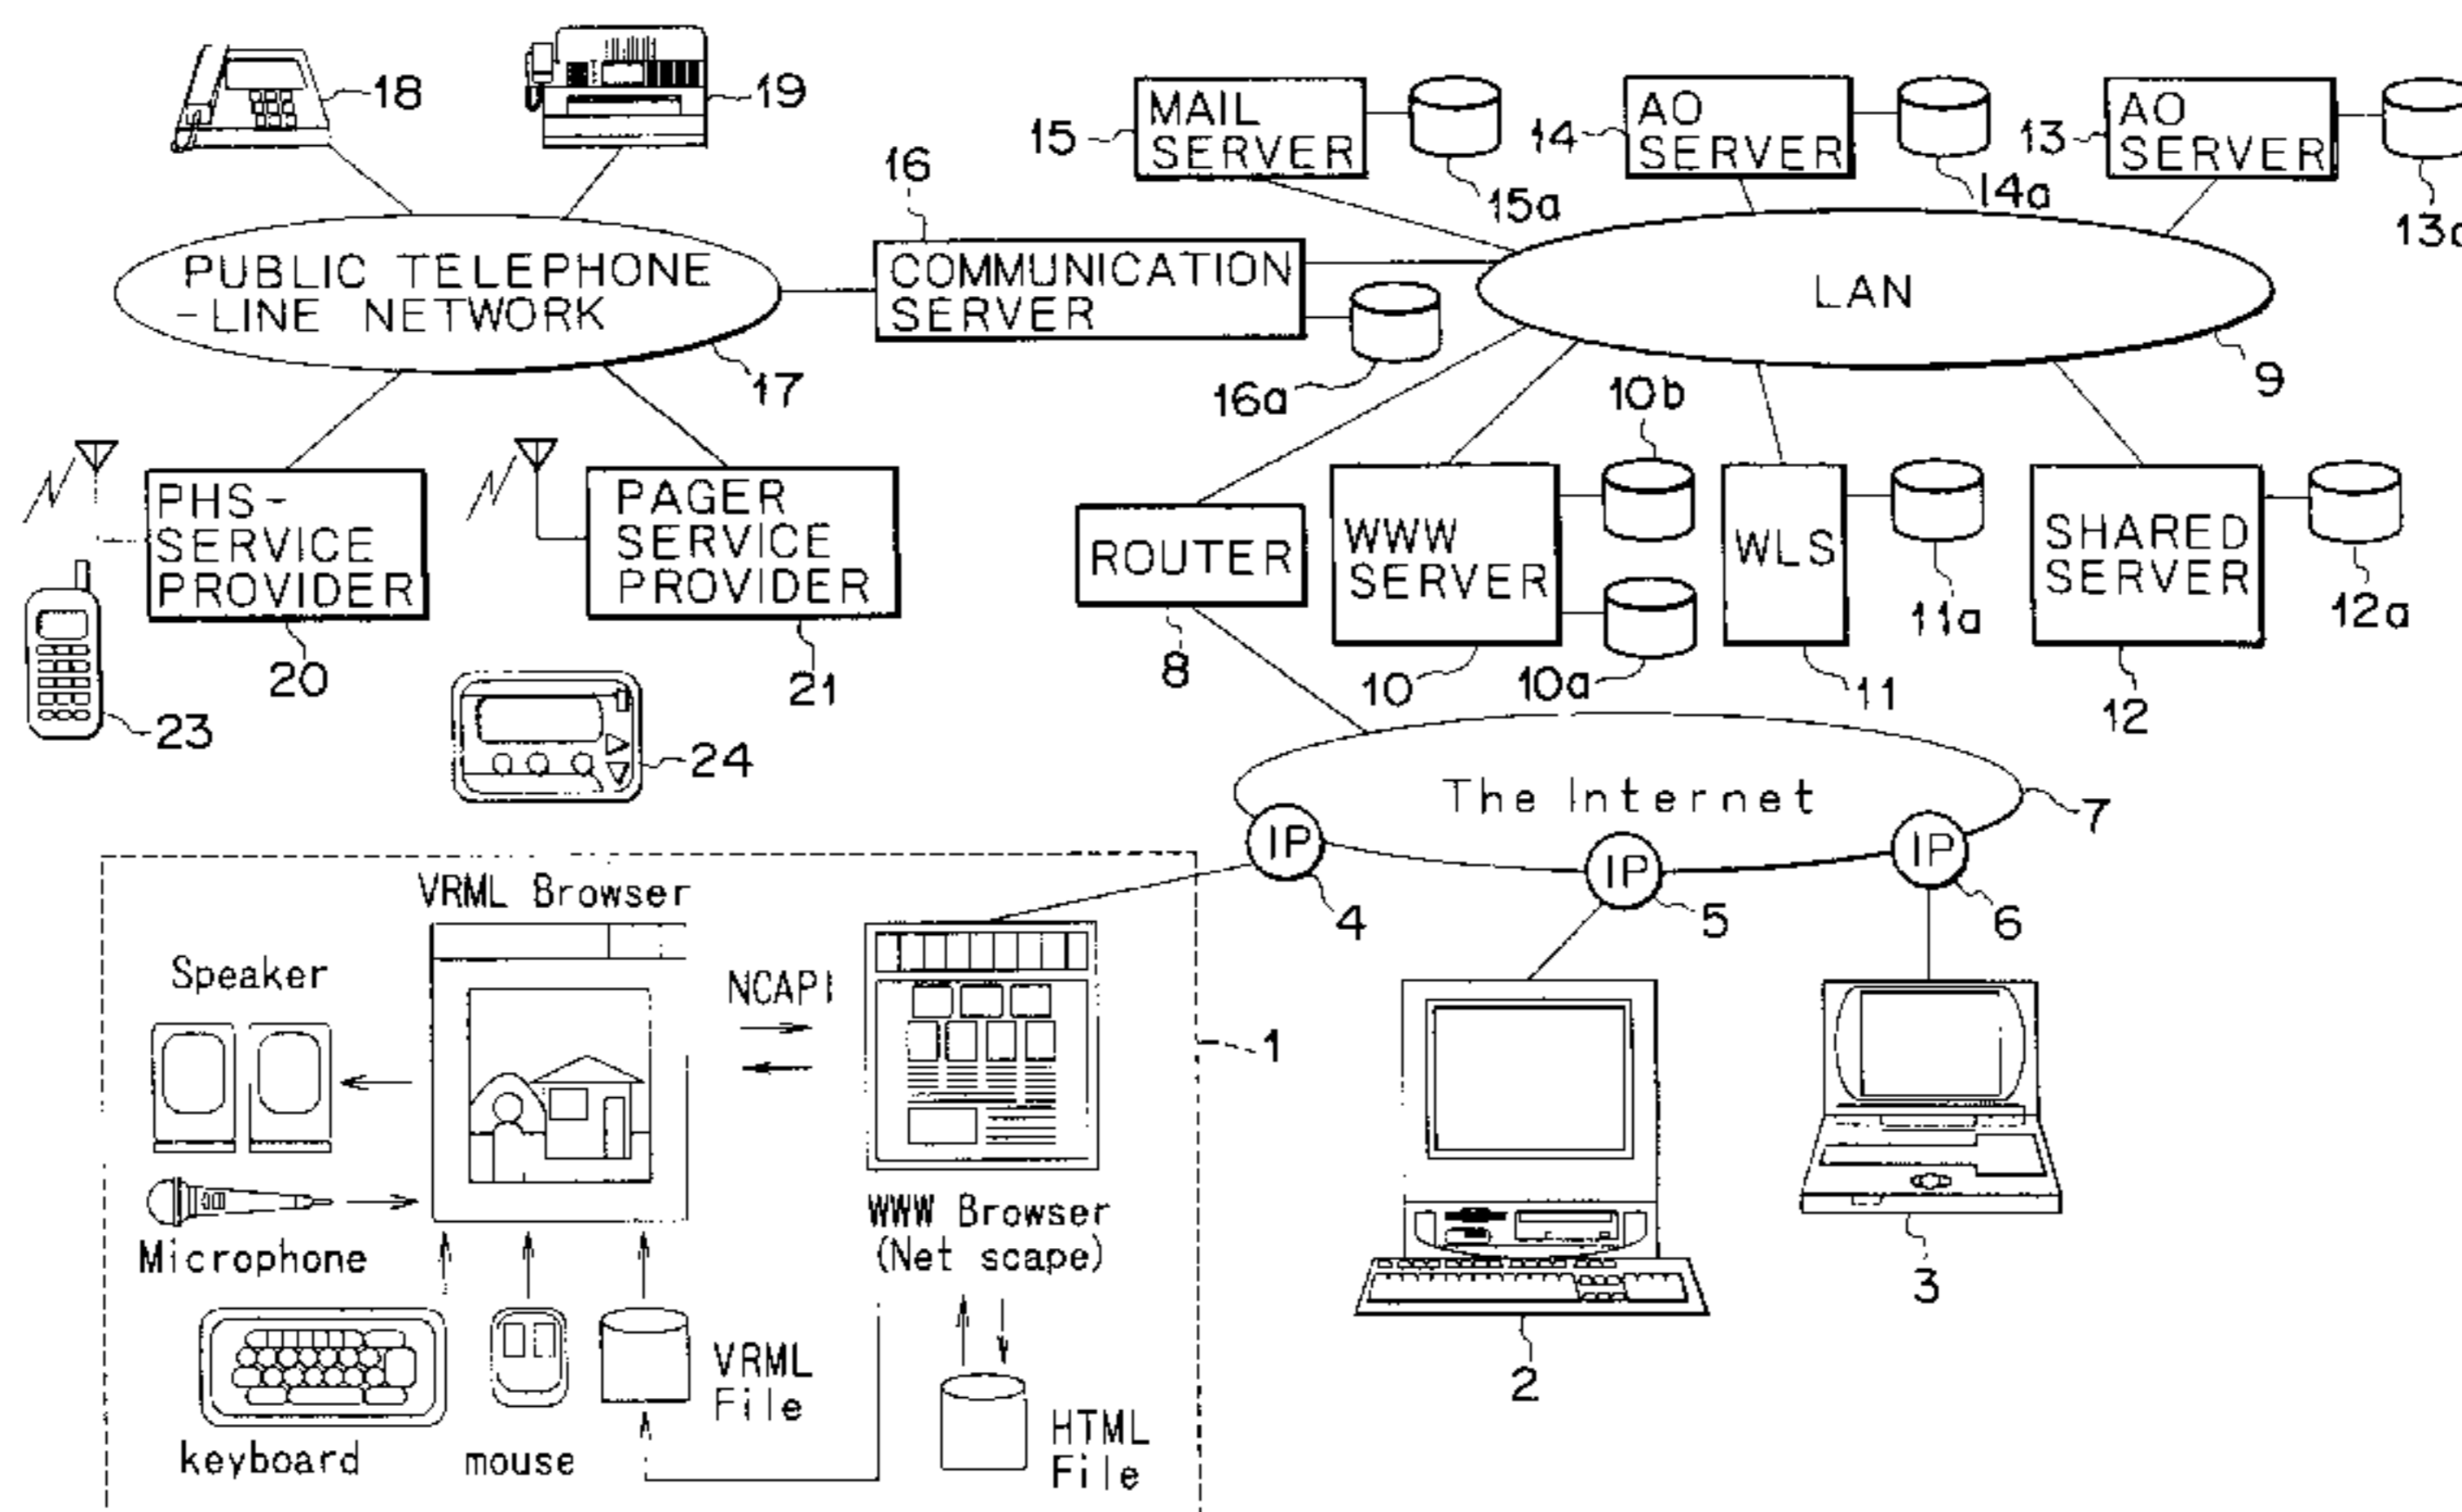 18
19
15
MAIL
SERVER
15a
14
AO
SERVER
14a
13
AO
SERVER
13a
16
COMMUNICATION
SERVER
16a
PUBLIC TELEPHONE
-LINE NETWORK
17
LAN
9
PHS-
SERVICE
PROVIDER
20
23
PAGER
SERVICE
PROVIDER
21
24
ROUTER
8
WWW
SERVER
10
10b
10a
WLS
11
11a
SHARED
SERVER
12
12a
The Internet
7
IP
4
IP
5
IP
6
VRML Browser
Speaker
NCAPI
1
Microphone
WWW Browser
(Net scape)
keyboard
mouse
VRML
File
HTML
File
2
3